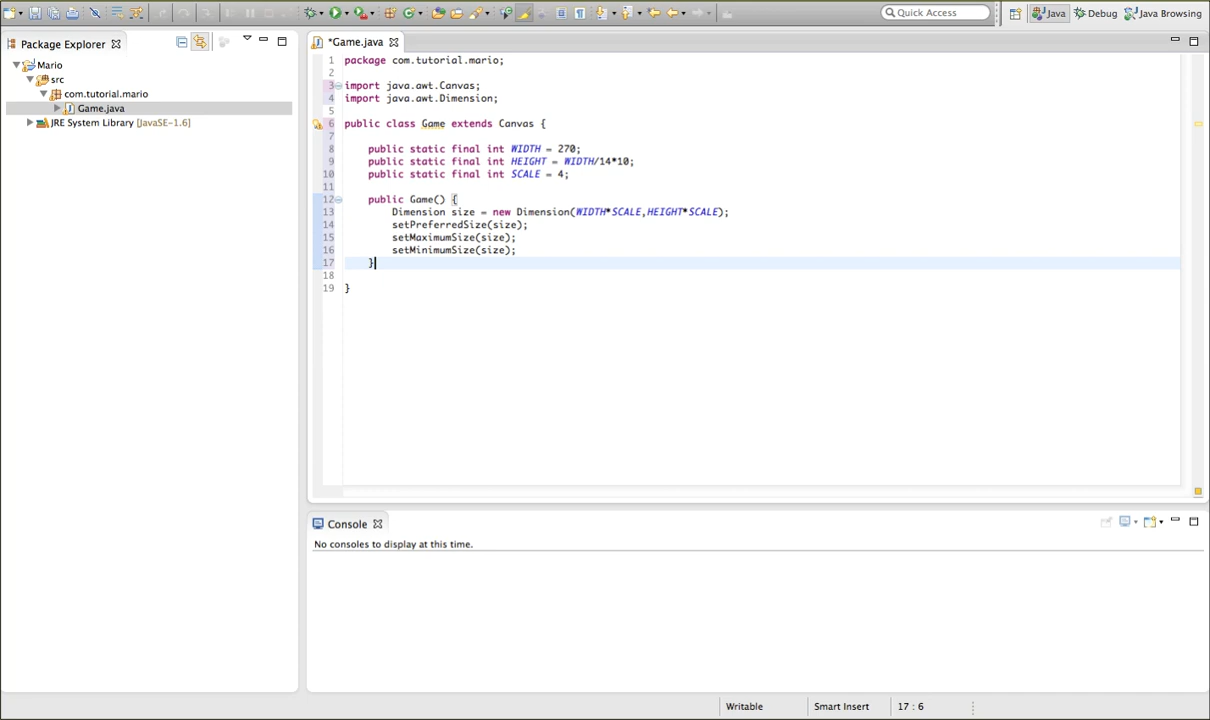 Quick Access
Java
Debug
Java Browsing
Package Explorer
*Game.java
Mario
src
com.tutorial.mario
Game.java
JRE System Library [JavaSE-1.6]
1 package com.tutorial.mario;
2
3 import java.awt.Canvas;
4 import java.awt.Dimension;
5
6 public class Game extends Canvas {
7
8 public static final int WIDTH = 270;
9 public static final int HEIGHT = WIDTH/14*10;
10 public static final int SCALE = 4;
11
12 public Game() {
13 Dimension size = new Dimension(WIDTH*SCALE,HEIGHT*SCALE);
14 setPreferredSize(size);
15 setMaximumSize(size);
16 setMinimumSize(size);
17 }
18
19 }
Console
No consoles to display at this time.
Writable
Smart Insert
17 : 6